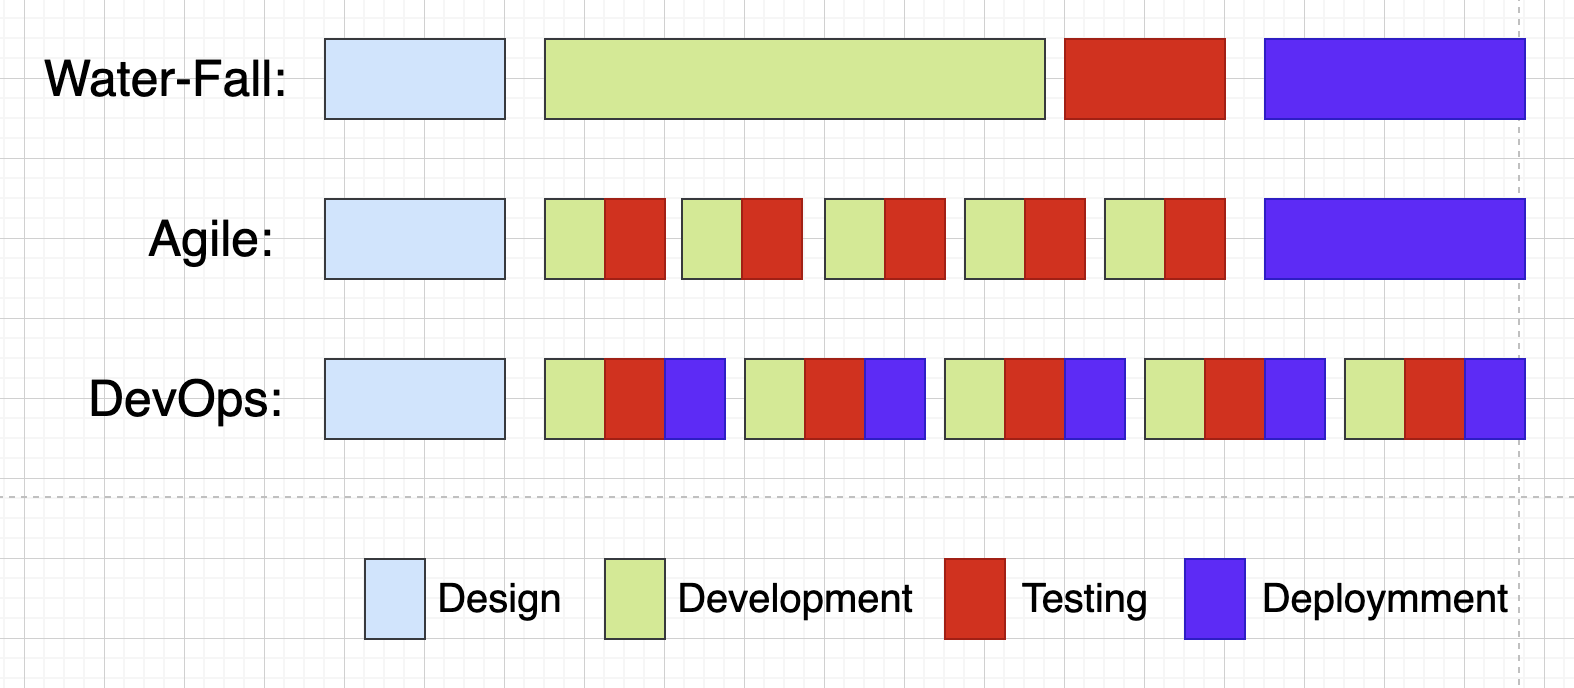 Water-Fall:
Agile:
DevOps:
Design
Development
Testing
Deploymment